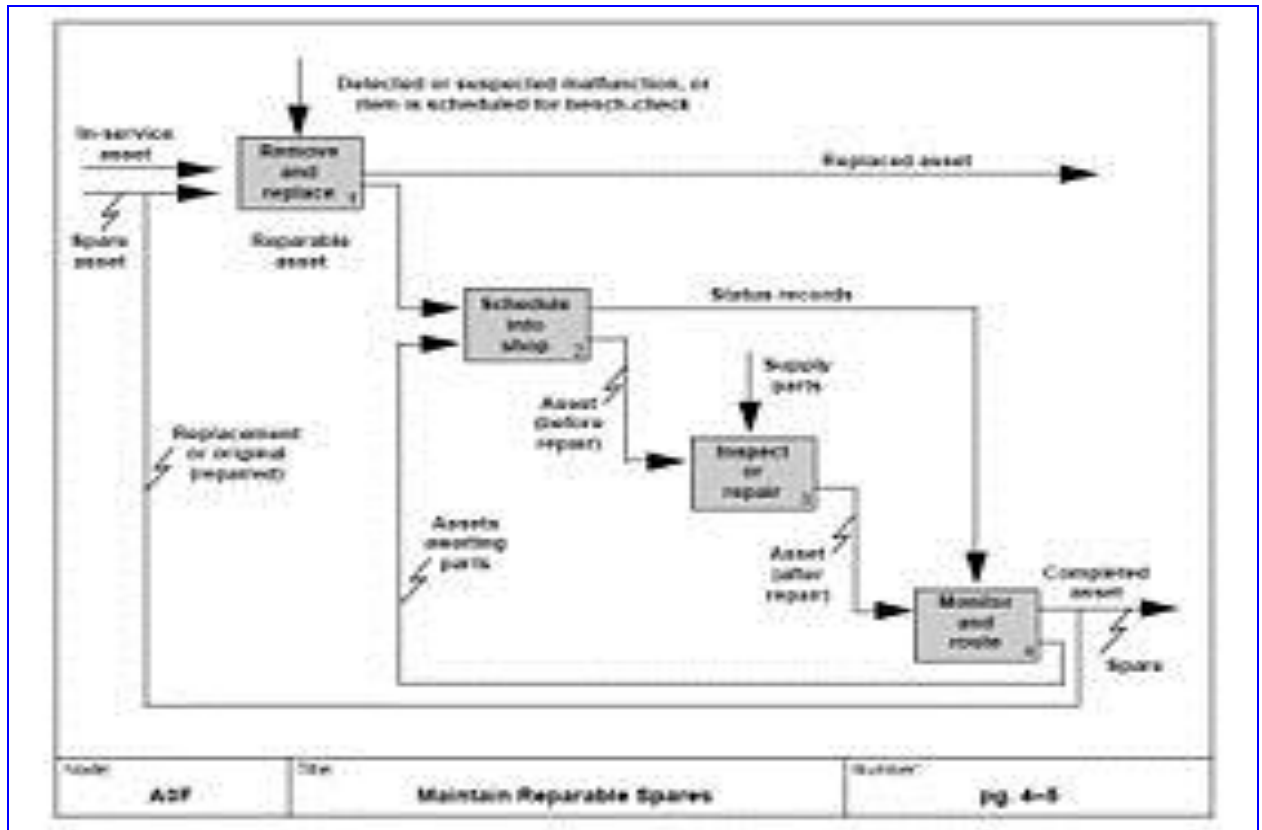 Detected or suspected malfunction, or
item is scheduled for bench-check
In-service
asset
Remove
and
replace 1
Replaced asset
Spare
asset
Reparable
asset
Schedule
into
shop 2
Status records
Supply
parts
Asset
(before
repair)
Replacement
or original
(repaired)
Inspect
or
repair 3
Assets
awaiting
parts
Asset
(after
repair)
Monitor
and
route 4
Completed
asset
Spare
Node:
Title:
Number:
Maintain Reparable Spares
pg. 4–5